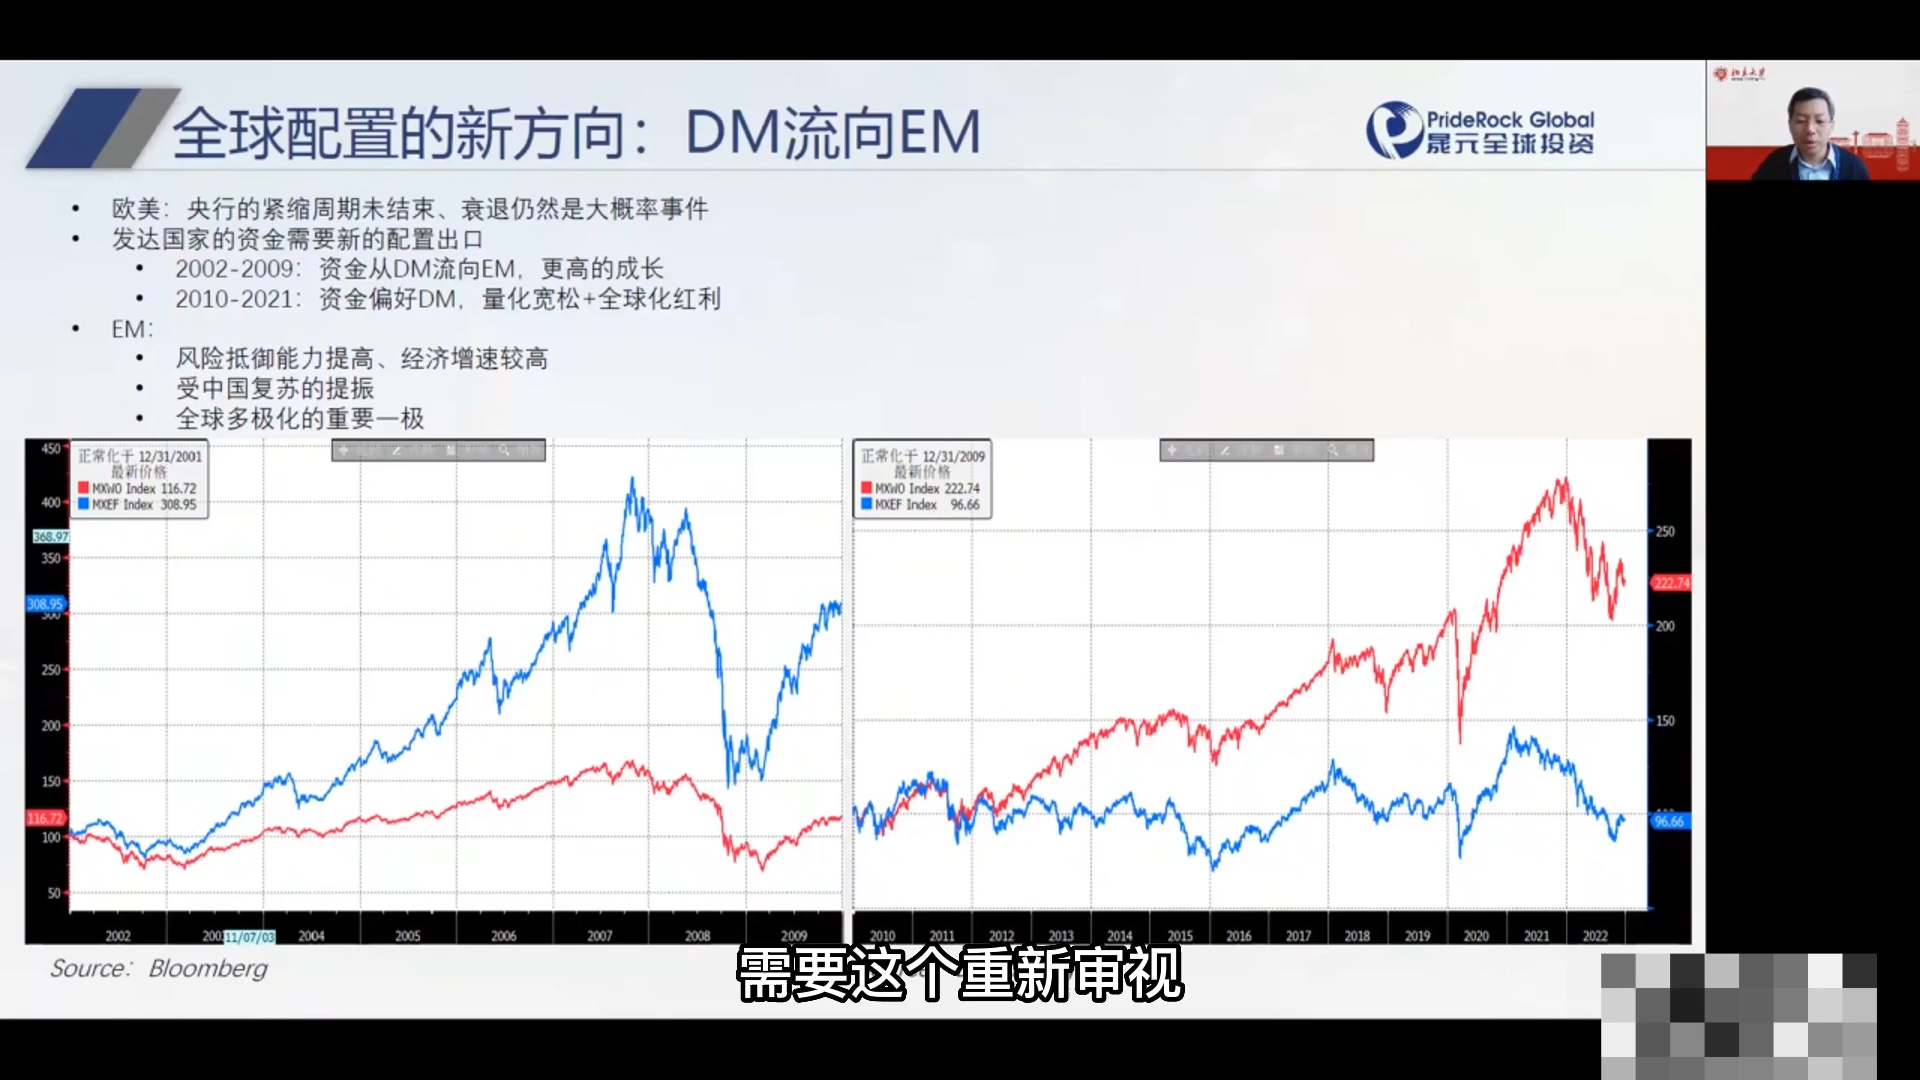 全球配置的新方向：DM流向EM
PrideRock Global
晟元全球投资
北京大学
• 欧美：央行的紧缩周期未结束、衰退仍然是大概率事件
• 发达国家的资金需要新的配置出口
• 2002-2009：资金从DM流向EM，更高的成长
• 2010-2021：资金偏好DM，量化宽松+全球化红利
• EM：
• 风险抵御能力提高、经济增速较高
• 受中国复苏的提振
• 全球多极化的重要一极
正常化于 12/31/2001
最新价格
MXWO Index 116.72
MXEF Index 308.95
450
400
368.97
350
308.95
300
250
200
150
116.72
100
50
2002 11/07/03 2004 2005 2006 2007 2008 2009
正常化于 12/31/2009
最新价格
MXWO Index 222.74
MXEF Index 96.66
250
222.74
200
150
96.66
2010 2011 2012 2013 2014 2015 2016 2017 2018 2019 2020 2021 2022
Source：Bloomberg
需要这个重新审视